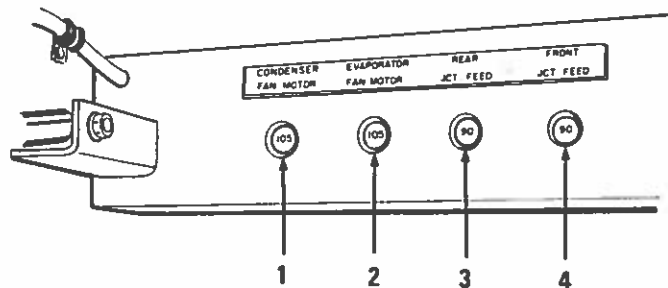 CONDENSER EVAPORATOR REAR FRONT
FAN MOTOR FAN MOTOR JCT FEED JCT FEED
105 105 90 90
1 2 3 4